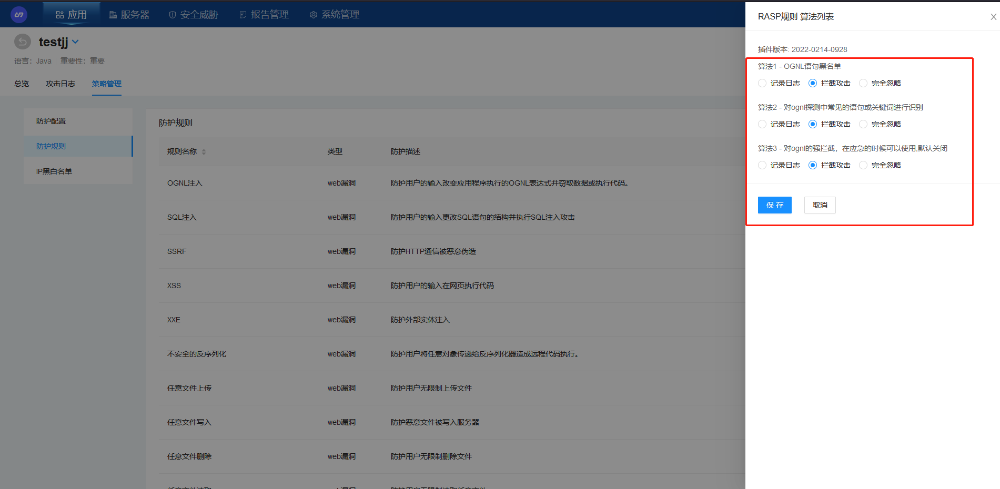 应用
服务器
安全威胁
报告管理
系统管理
testjj
语言：Java
重要性：重要
总览
攻击日志
策略管理
防护配置
防护规则
IP黑白名单
防护规则
规则名称 类型 防护描述
OGNL注入 web漏洞 防护用户的输入改变应用程序执行的OGNL表达式并窃取数据或执行代码。
SQL注入 web漏洞 防护用户的输入更改SQL语句的结构并执行SQL注入攻击
SSRF web漏洞 防护HTTP通信被恶意伪造
XSS web漏洞 防护用户的输入在网页执行代码
XXE web漏洞 防护外部实体注入
不安全的反序列化 web漏洞 防护用户将任意对象传递给反序列化器造成远程代码执行。
任意文件上传 web漏洞 防护用户无限制上传文件
任意文件写入 web漏洞 防护恶意文件被写入服务器
任意文件删除 web漏洞 防护用户无限制删除文件
RASP规则 算法列表
插件版本: 2022-0214-0928
算法1 - OGNL语句黑名单
记录日志 拦截攻击 完全忽略
算法2 - 对ognl探测中常见的语句或关键词进行识别
记录日志 拦截攻击 完全忽略
算法3 - 对ognl的强拦截，在应急的时候可以使用,默认关闭
记录日志 拦截攻击 完全忽略
保 存 取消